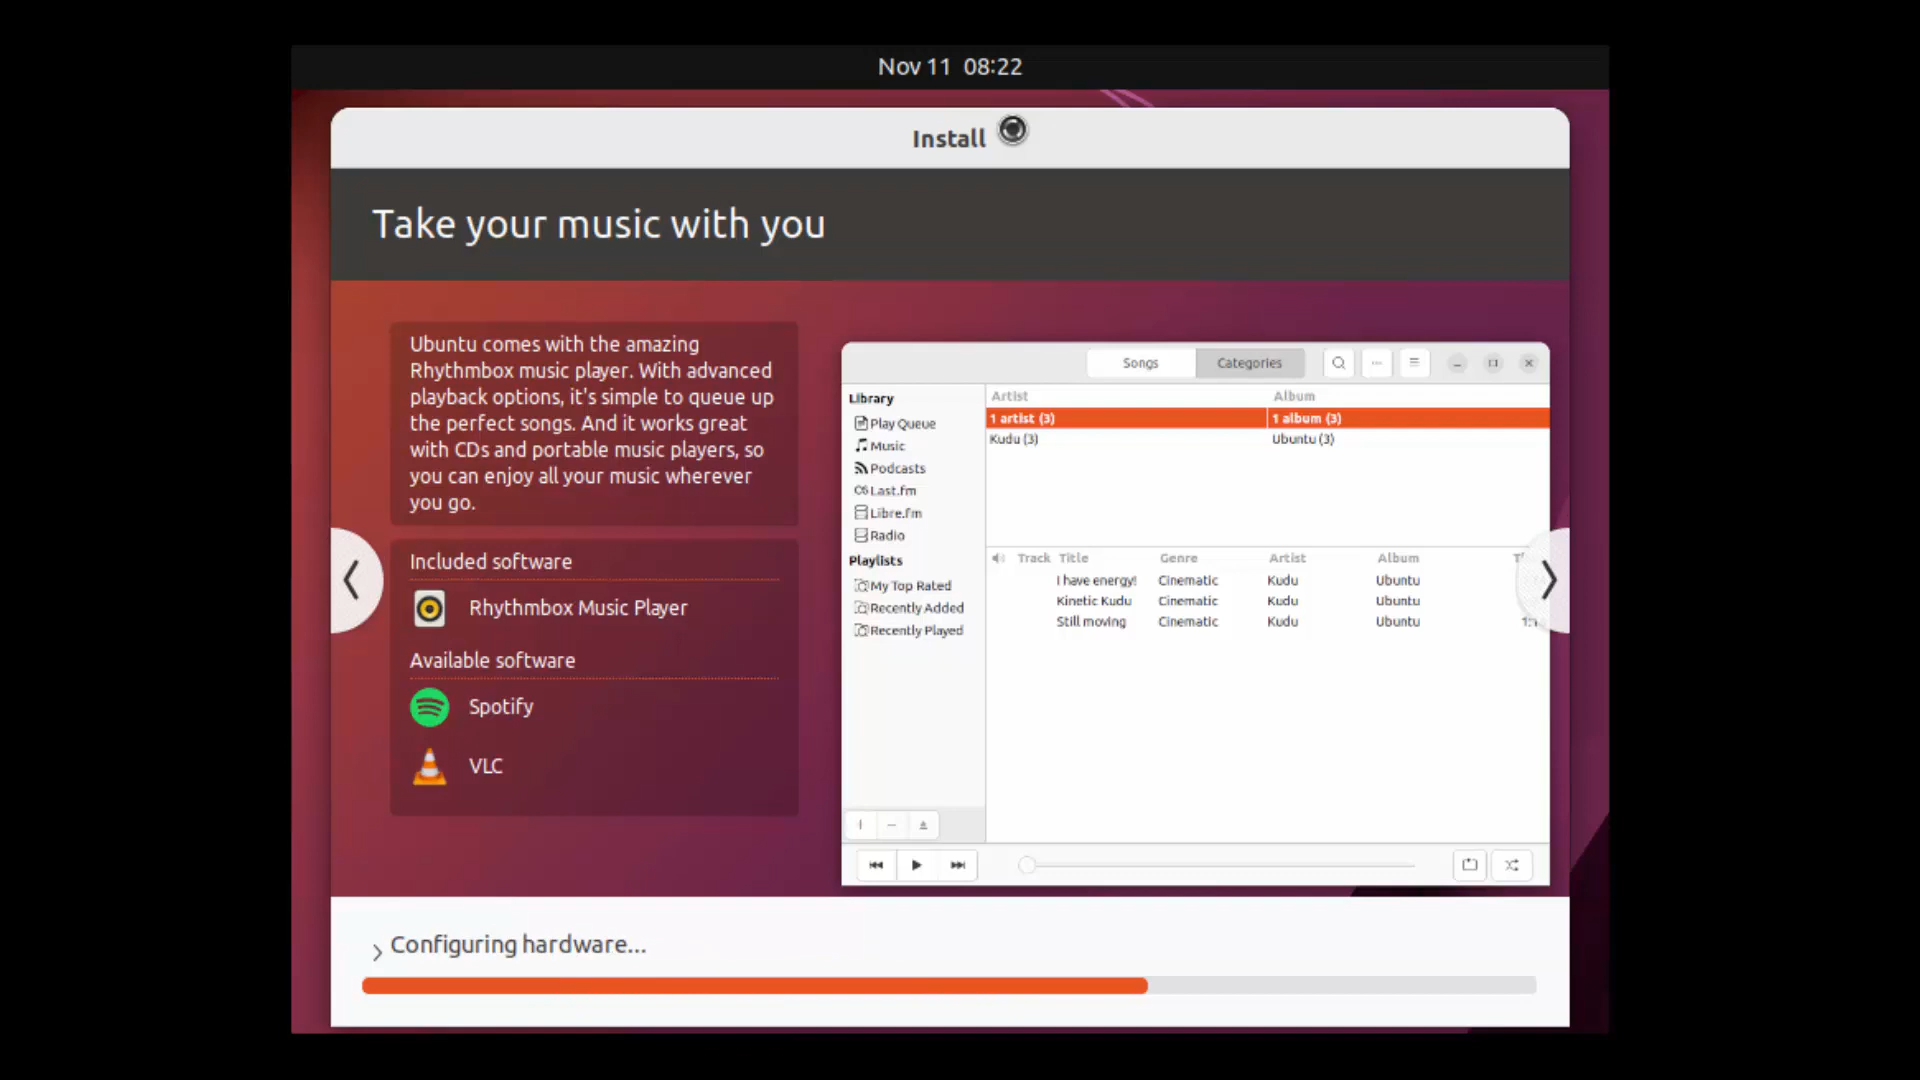 Nov 11 08:22
Install
Take your music with you
Ubuntu comes with the amazing
Rhythmbox music player. With advanced
playback options, it's simple to queue up
the perfect songs. And it works great
with CDs and portable music players, so
you can enjoy all your music wherever
you go.
Included software
Rhythmbox Music Player
Available software
Spotify
VLC
Songs Categories
Library
Play Queue
Music
Podcasts
Last.fm
Libre.fm
Radio
Playlists
My Top Rated
Recently Added
Recently Played
Artist Album
1 artist (3) 1 album (3)
Kudu (3) Ubuntu (3)
Track Title Genre Artist Album
I have energy! Cinematic Kudu Ubuntu
Kinetic Kudu Cinematic Kudu Ubuntu
Still moving Cinematic Kudu Ubuntu
Configuring hardware...